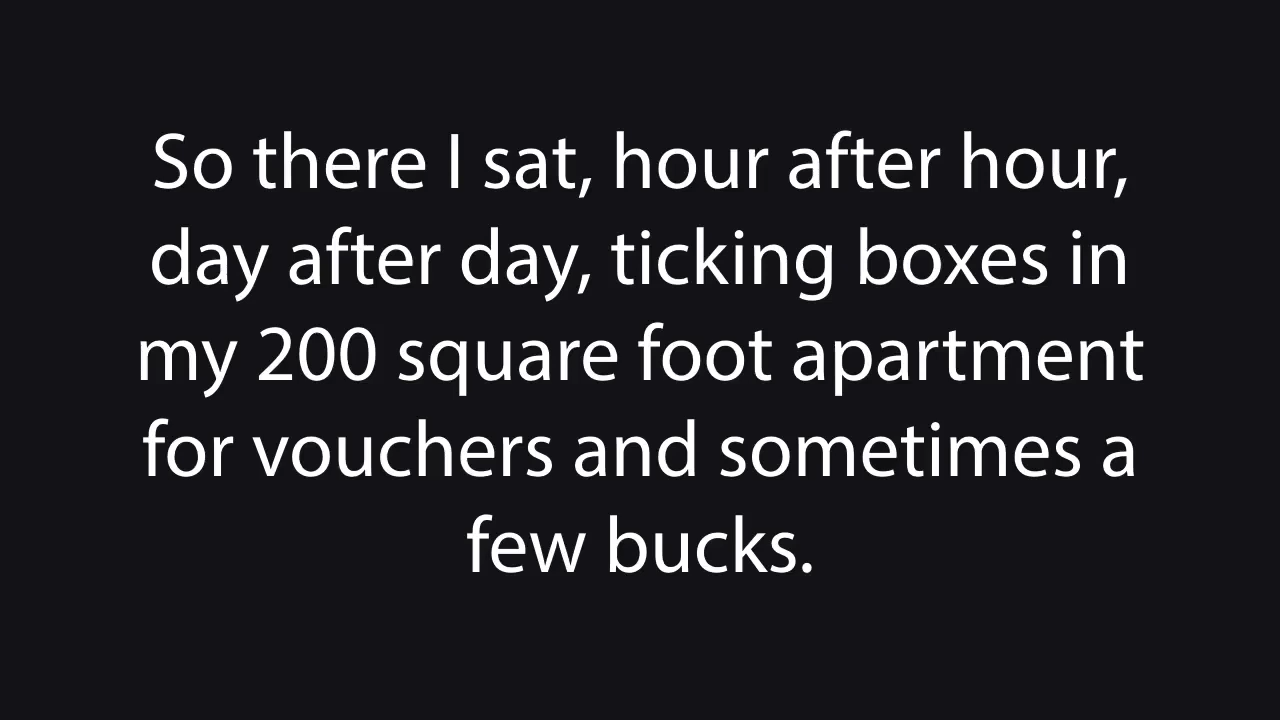 So there I sat, hour after hour,
day after day, ticking boxes in
my 200 square foot apartment
for vouchers and sometimes a
few bucks.